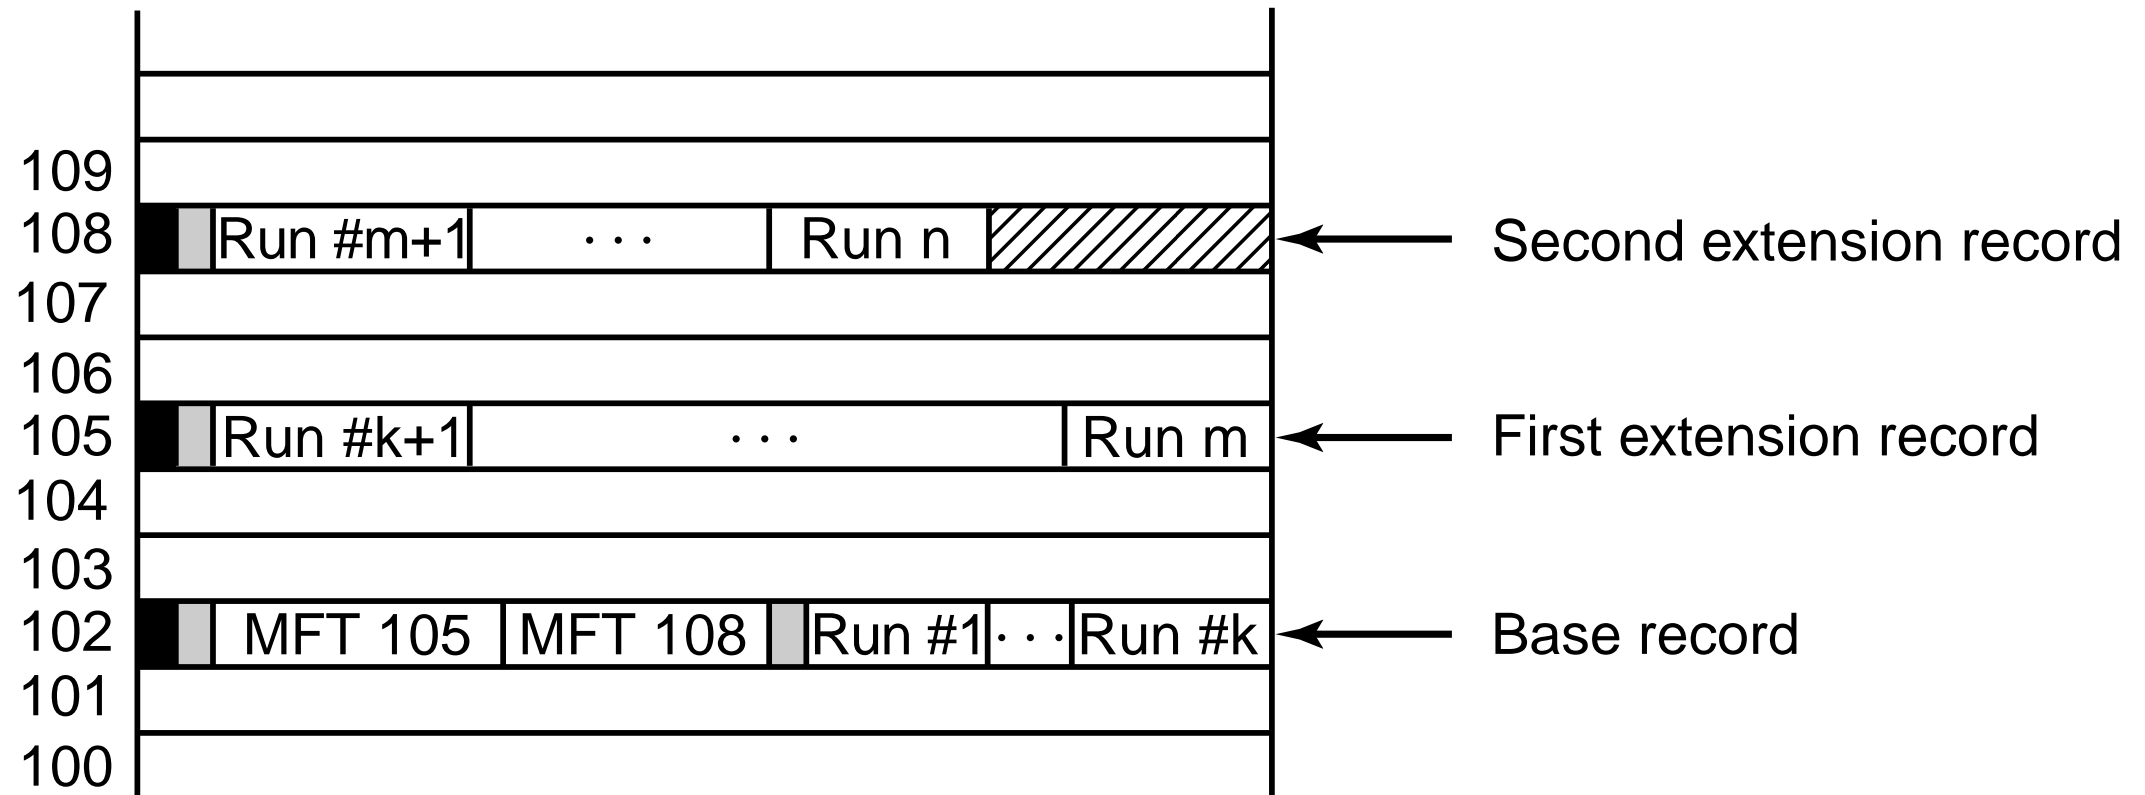 109
108 Run #m+1 · · · Run n Second extension record
107
106
105 Run #k+1 · · · Run m First extension record
104
103
102 MFT 105 MFT 108 Run #1 · · · Run #k Base record
101
100